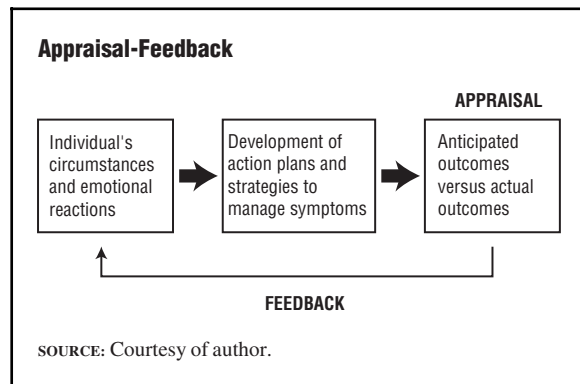 Appraisal-Feedback
APPRAISAL
Individual's
circumstances
and emotional
reactions
Development of
action plans and
strategies to
manage symptoms
Anticipated
outcomes
versus actual
outcomes
FEEDBACK
SOURCE: Courtesy of author.